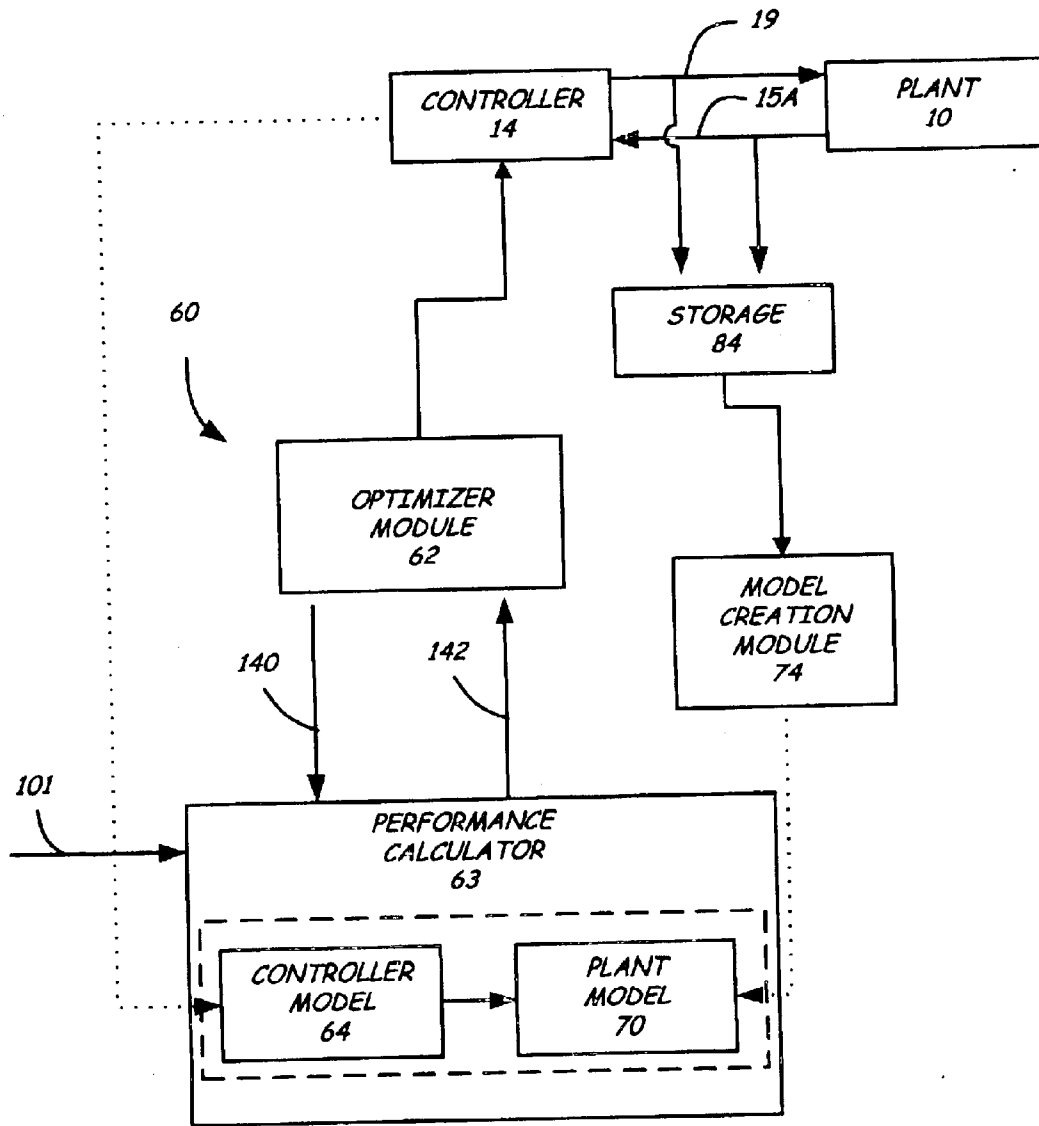 19
CONTROLLER
14
15A
PLANT
10
STORAGE
84
60
OPTIMIZER
MODULE
62
MODEL
CREATION
MODULE
74
140
142
101
PERFORMANCE
CALCULATOR
63
CONTROLLER
MODEL
64
PLANT
MODEL
70